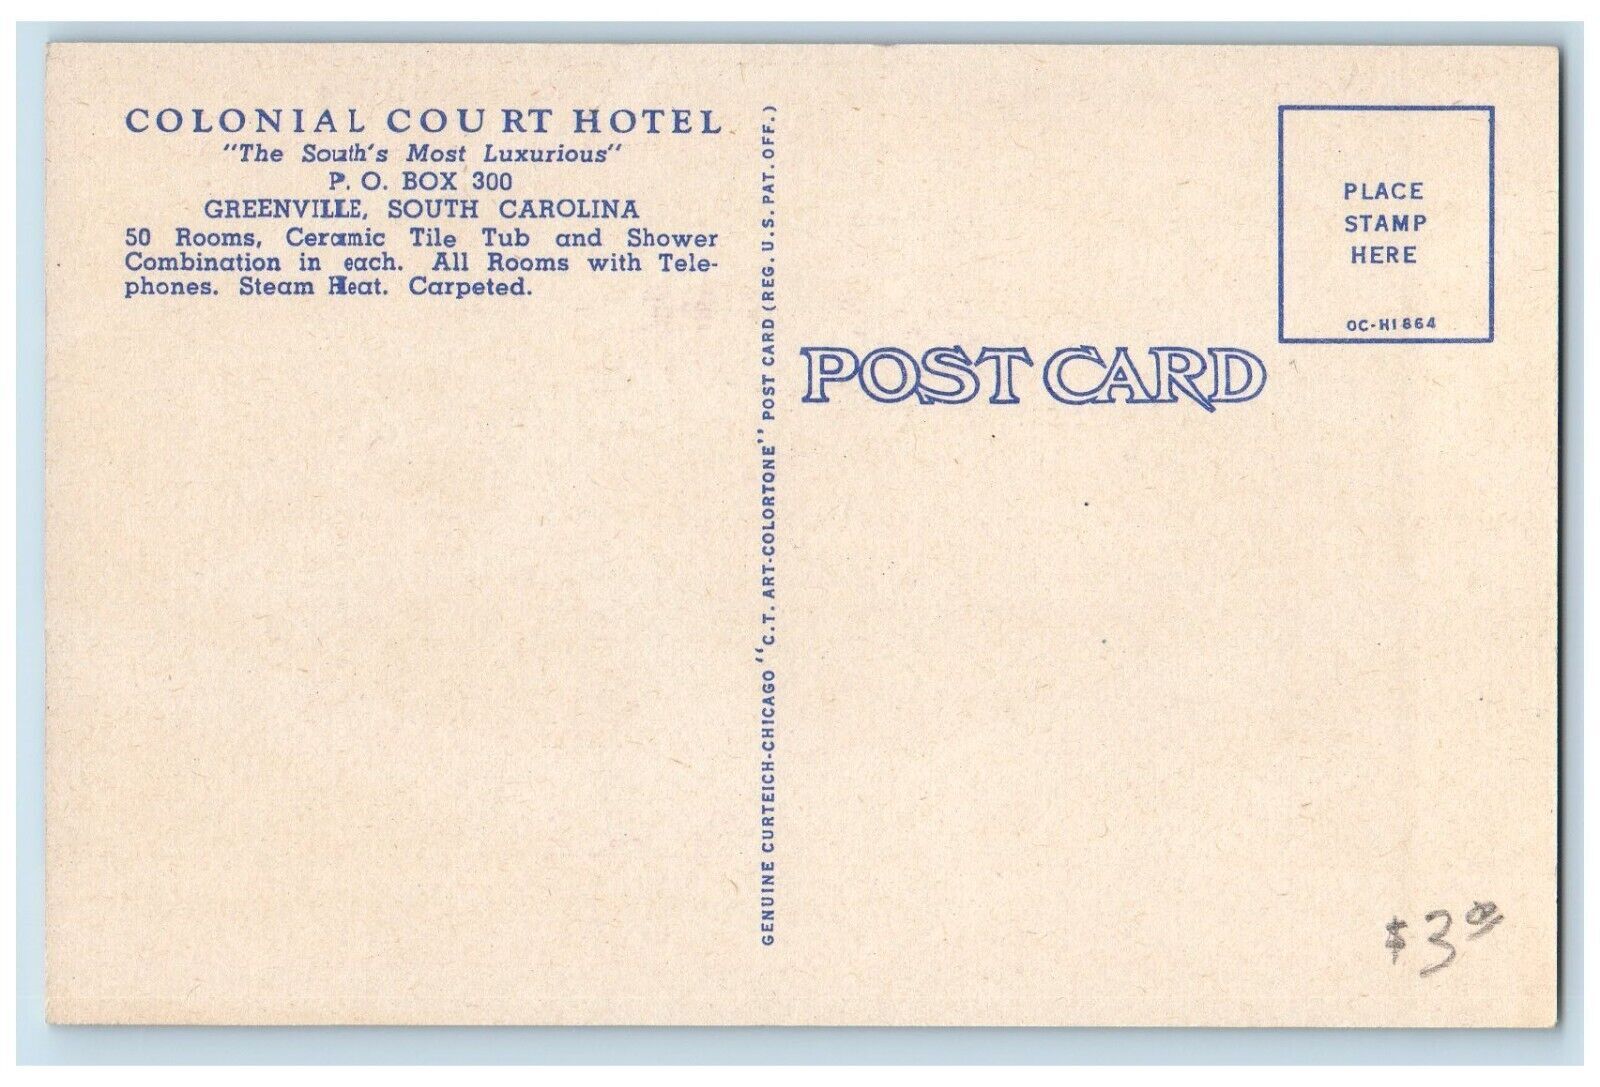 COLONIAL COURT HOTEL
"The South's Most Luxurious"
P. O. BOX 300
GREENVILLE, SOUTH CAROLINA
50 Rooms, Ceramic Tile Tub and Shower
Combination in each. All Rooms with Tele-
phones. Steam Heat. Carpeted.
GENUINE CURTEICH-CHICAGO "C.T. ART-COLORTONE" POST CARD (REG. U.S. PAT. OFF.)
PLACE
STAMP
HERE
OC-H1864
POST CARD
$3.00